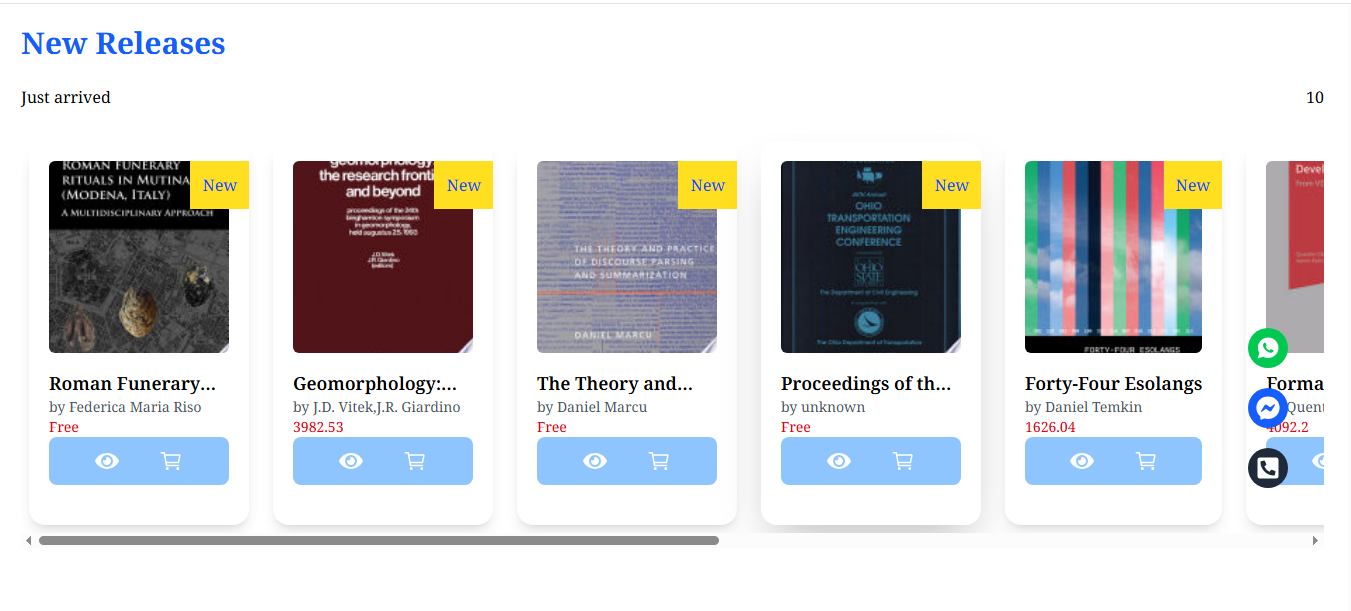 New Releases
Just arrived
10
ROMAN FUNERARY
RITUALS IN MUTINA
(MODENA, ITALY)
A MULTIDISCIPLINARY APPROACH
New
Roman Funerary...
by Federica Maria Riso
Free
geomorphology
the research fronti
and beyond
proceedings of the 24th
binghamton symposium
in geomorphology,
held augustus 25, 1993
J.D. Vitek
J.R. Giardino
(editors)
New
Geomorphology:...
by J.D. Vitek,J.R. Giardino
3982.53
THE THEORY AND PRACTICE
OF DISCOURSE PARSING
AND SUMMARIZATION
DANIEL MARCU
New
The Theory and...
by Daniel Marcu
Free
OHIO
TRANSPORTATION
ENGINEERING
CONFERENCE
OHIO
STATE
The Department of Civil Engineering
The Ohio Department of Transportation
New
Proceedings of th...
by unknown
Free
FORTY-FOUR ESOLANGS
New
Forty-Four Esolangs
by Daniel Temkin
1626.04
Devel
From V
Forma
Quent
4092.2